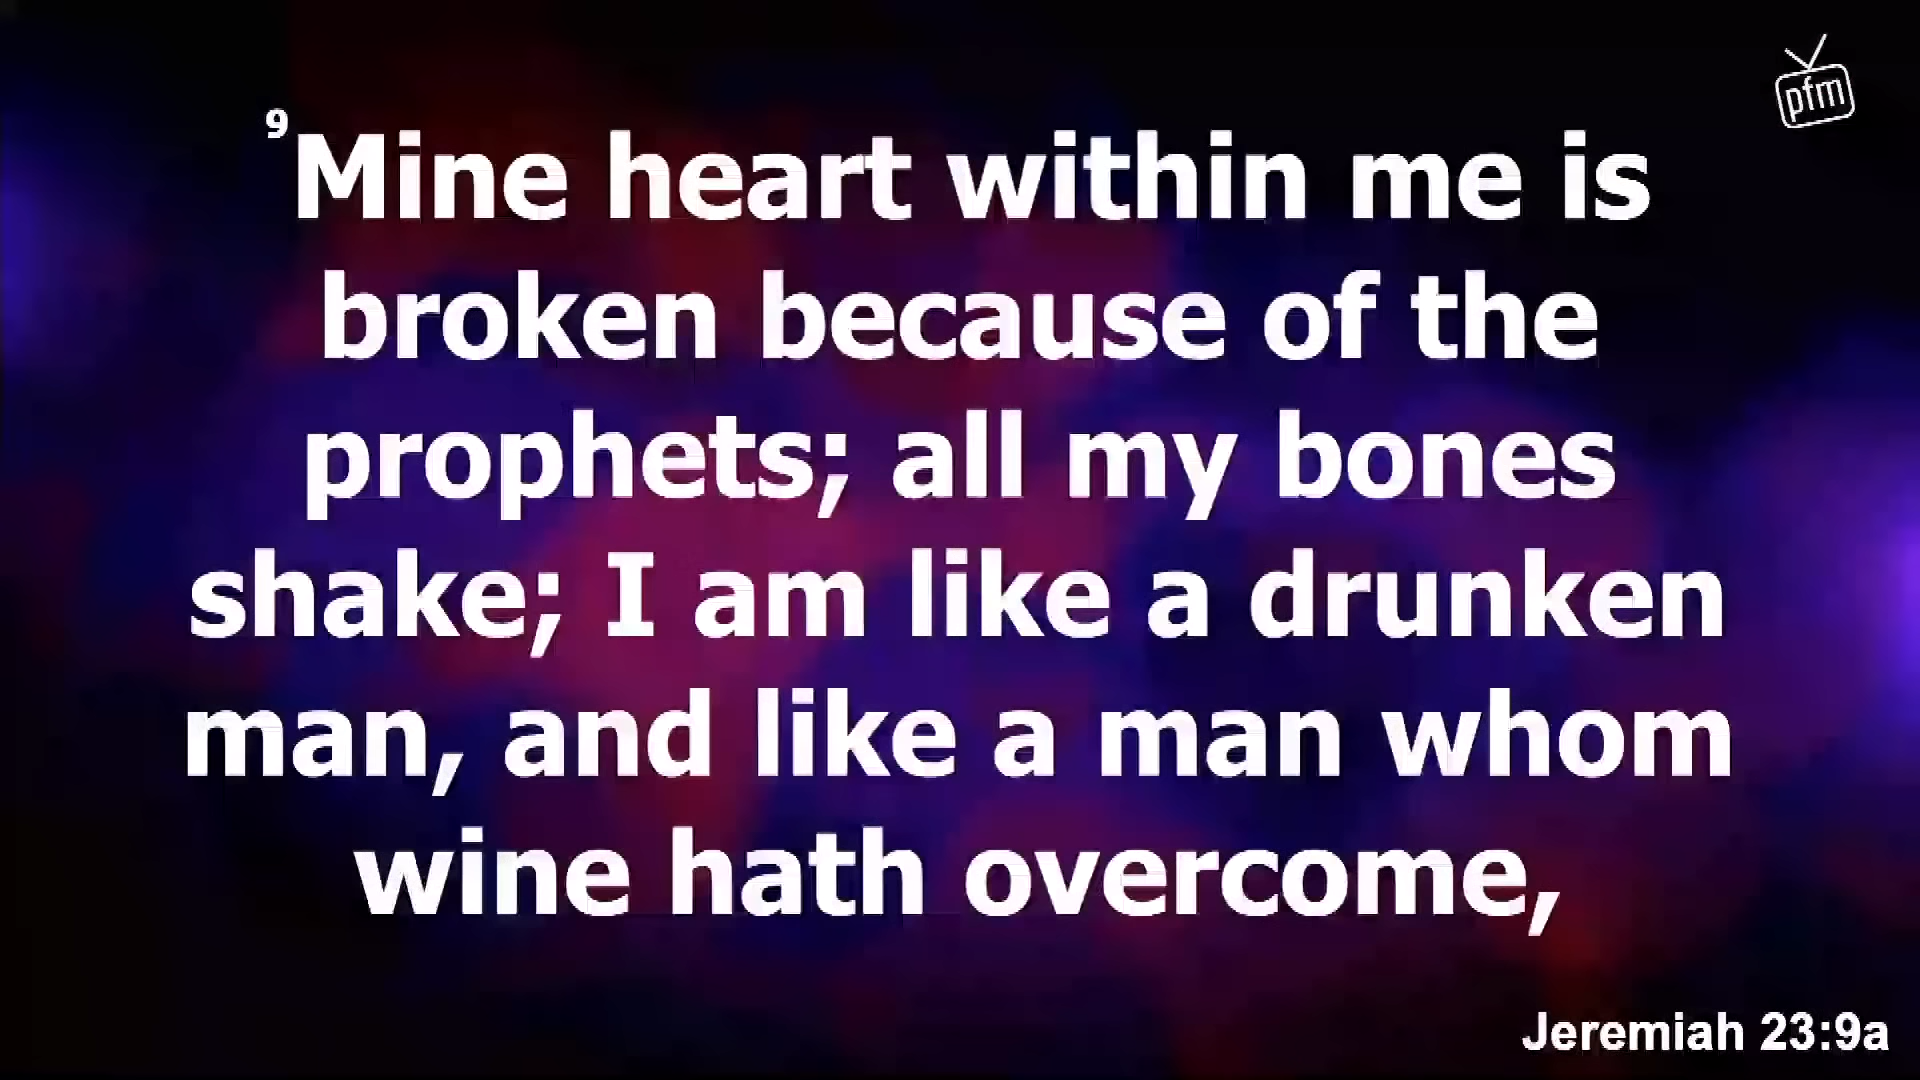 pfm
9Mine heart within me is
broken because of the
prophets; all my bones
shake; I am like a drunken
man, and like a man whom
wine hath overcome,
Jeremiah 23:9a